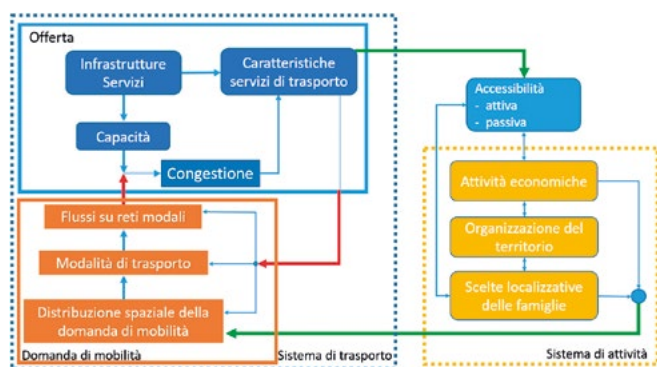 Offerta
Infrastrutture
Servizi
Caratteristiche
servizi di trasporto
Capacità
Congestione
Accessibilità
- attiva
- passiva
Flussi su reti modali
Modalità di trasporto
Distribuzione spaziale della
domanda di mobilità
Domanda di mobilità
Sistema di trasporto
Attività economiche
Organizzazione del
territorio
Scelte localizzative
delle famiglie
Sistema di attività